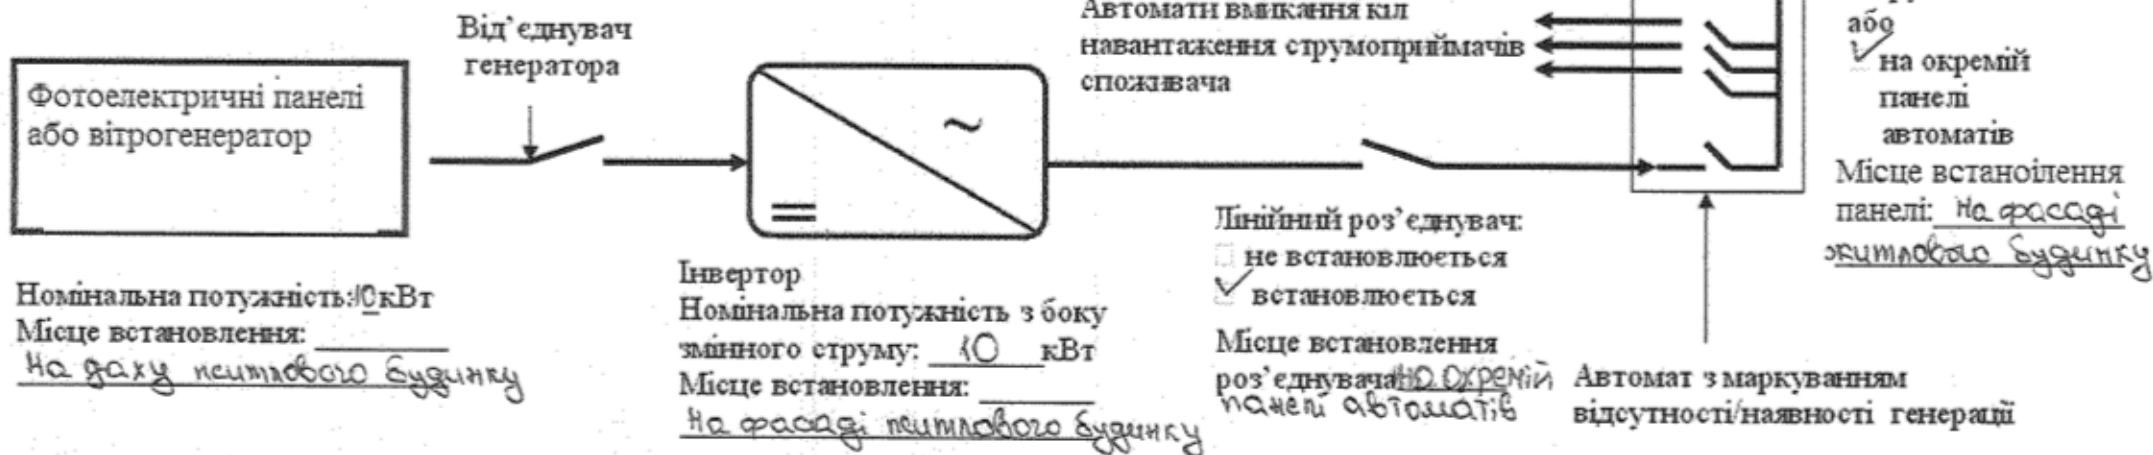 Від’єднувач
генератора
Фотоелектричні панелі
або вітрогенератор
Номінальна потужність:10кВт
Місце встановлення:
На даху житлового будинку
~
Інвертор
Номінальна потужність з боку
змінного струму: 10 кВт
Місце встановлення:
На фасаді житлового будинку
Автомати вмикання кіл
навантаження струмоприймачів
споживача
Лінійний роз’єднувач:
не встановлюється
встановлюється
Місце встановлення
роз’єднувача на окремій
панелі автоматів
Автомат з маркуванням
відсутності/наявності генерації
або
на окремій
панелі
автоматів
Місце встаноілення
панелі: На фасаді
житлового будинку